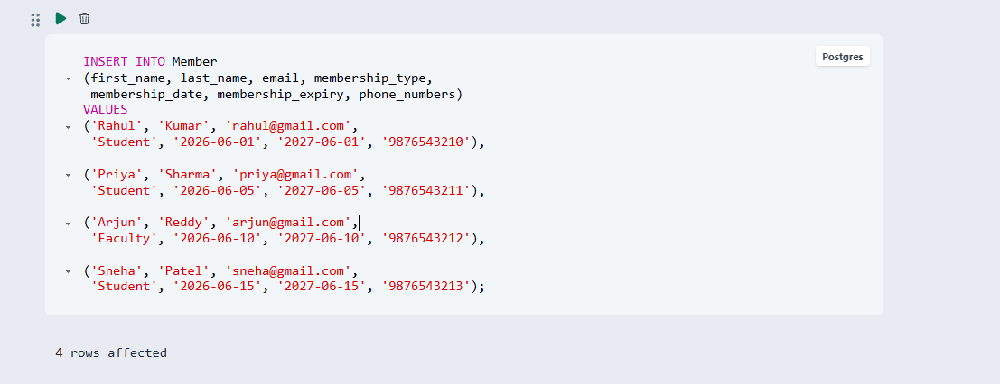 Postgres
INSERT INTO Member
(first_name, last_name, email, membership_type,
membership_date, membership_expiry, phone_numbers)
VALUES
('Rahul', 'Kumar', 'rahul@gmail.com',
'Student', '2026-06-01', '2027-06-01', '9876543210'),
('Priya', 'Sharma', 'priya@gmail.com',
'Student', '2026-06-05', '2027-06-05', '9876543211'),
('Arjun', 'Reddy', 'arjun@gmail.com',
'Faculty', '2026-06-10', '2027-06-10', '9876543212'),
('Sneha', 'Patel', 'sneha@gmail.com',
'Student', '2026-06-15', '2027-06-15', '9876543213');
4 rows affected